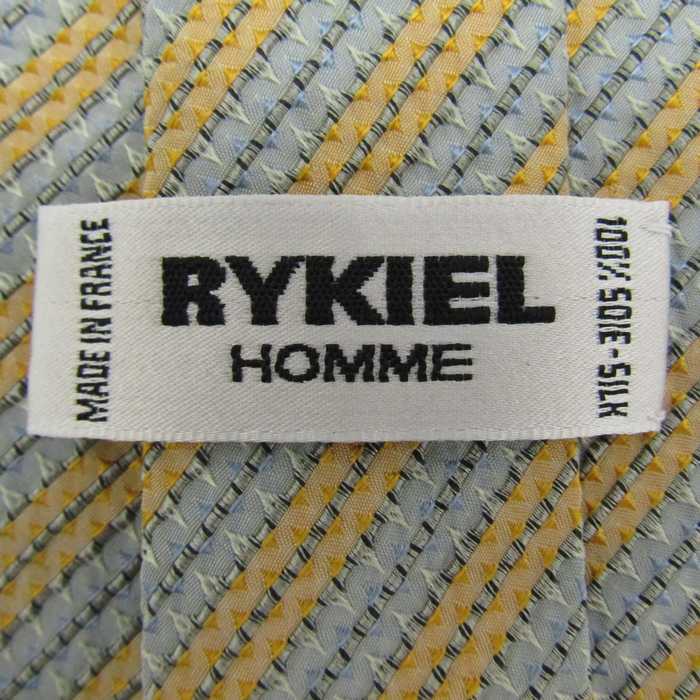 MADE IN FRANCE
RYKIEL
HOMME
100% SOIE-SILK